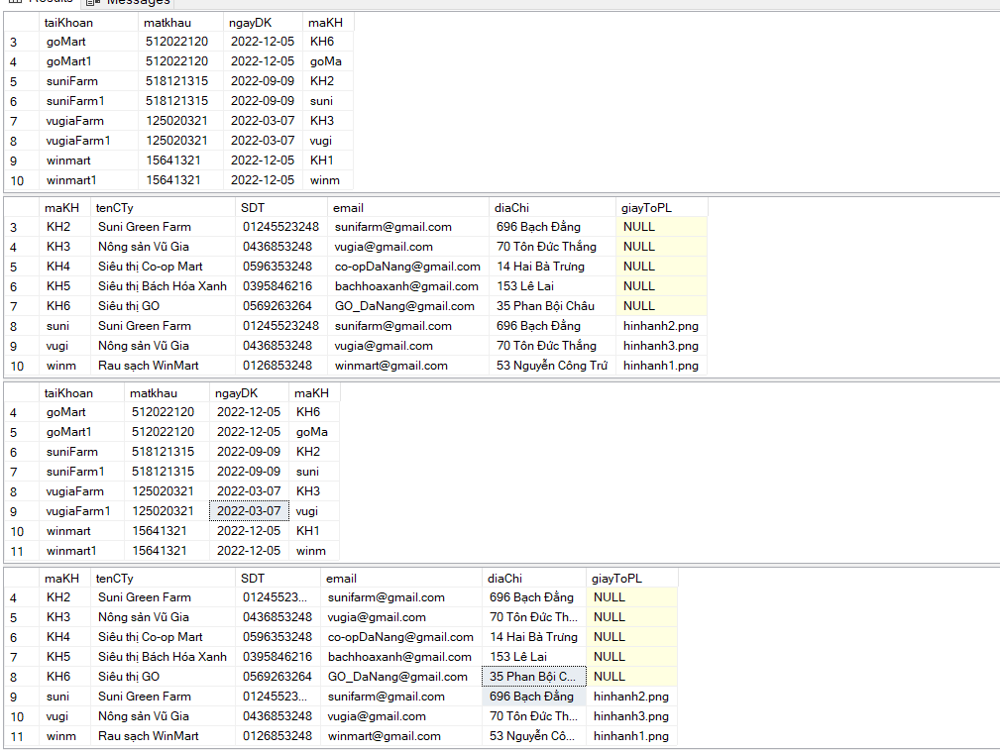 Results Messages
taiKhoan matkhau ngayDK maKH
3 goMart 512022120 2022-12-05 KH6
4 goMart1 512022120 2022-12-05 goMa
5 suniFarm 518121315 2022-09-09 KH2
6 suniFarm1 518121315 2022-09-09 suni
7 vugiaFarm 125020321 2022-03-07 KH3
8 vugiaFarm1 125020321 2022-03-07 vugi
9 winmart 15641321 2022-12-05 KH1
10 winmart1 15641321 2022-12-05 winm
maKH tenCTy SDT email diaChi giayToPL
3 KH2 Suni Green Farm 01245523248 sunifarm@gmail.com 696 Bạch Đằng NULL
4 KH3 Nông sản Vũ Gia 0436853248 vugia@gmail.com 70 Tôn Đức Thắng NULL
5 KH4 Siêu thị Co-op Mart 0596353248 co-opDaNang@gmail.com 14 Hai Bà Trưng NULL
6 KH5 Siêu thị Bách Hóa Xanh 0395846216 bachhoaxanh@gmail.com 153 Lê Lai NULL
7 KH6 Siêu thị GO 0569263264 GO_DaNang@gmail.com 35 Phan Bội Châu NULL
8 suni Suni Green Farm 01245523248 sunifarm@gmail.com 696 Bạch Đằng hinhanh2.png
9 vugi Nông sản Vũ Gia 0436853248 vugia@gmail.com 70 Tôn Đức Thắng hinhanh3.png
10 winm Rau sạch WinMart 0126853248 winmart@gmail.com 53 Nguyễn Công Trứ hinhanh1.png
taiKhoan matkhau ngayDK maKH
4 goMart 512022120 2022-12-05 KH6
5 goMart1 512022120 2022-12-05 goMa
6 suniFarm 518121315 2022-09-09 KH2
7 suniFarm1 518121315 2022-09-09 suni
8 vugiaFarm 125020321 2022-03-07 KH3
9 vugiaFarm1 125020321 2022-03-07 vugi
10 winmart 15641321 2022-12-05 KH1
11 winmart1 15641321 2022-12-05 winm
maKH tenCTy SDT email diaChi giayToPL
4 KH2 Suni Green Farm 01245523... sunifarm@gmail.com 696 Bạch Đằng NULL
5 KH3 Nông sản Vũ Gia 0436853248 vugia@gmail.com 70 Tôn Đức Th... NULL
6 KH4 Siêu thị Co-op Mart 0596353248 co-opDaNang@gmail.com 14 Hai Bà Trưng NULL
7 KH5 Siêu thị Bách Hóa Xanh 0395846216 bachhoaxanh@gmail.com 153 Lê Lai NULL
8 KH6 Siêu thị GO 0569263264 GO_DaNang@gmail.com 35 Phan Bội C... NULL
9 suni Suni Green Farm 01245523... sunifarm@gmail.com 696 Bạch Đằng hinhanh2.png
10 vugi Nông sản Vũ Gia 0436853248 vugia@gmail.com 70 Tôn Đức Th... hinhanh3.png
11 winm Rau sạch WinMart 0126853248 winmart@gmail.com 53 Nguyễn Cô... hinhanh1.png